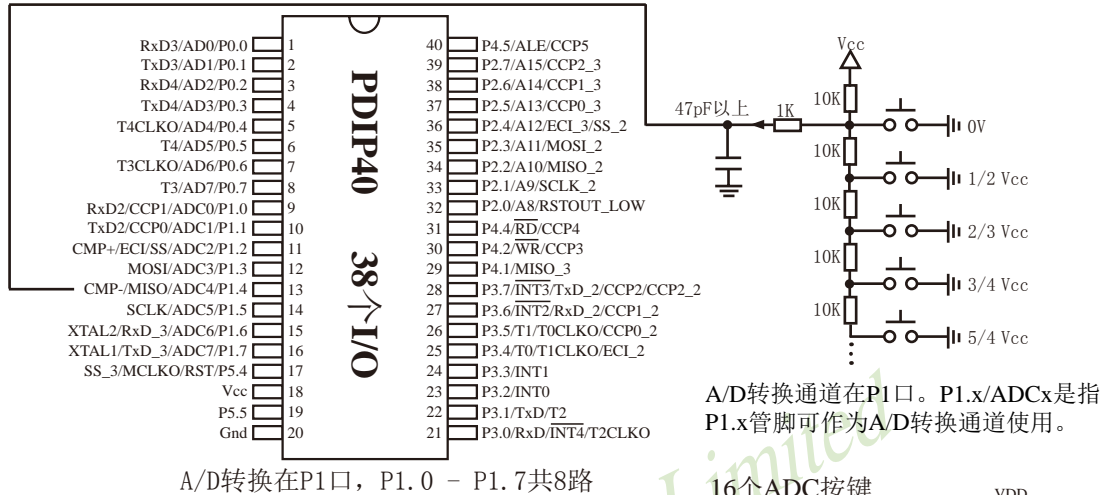 RxD3/AD0/P0.0 1
TxD3/AD1/P0.1 2
RxD4/AD2/P0.2 3
TxD4/AD3/P0.3 4
T4CLKO/AD4/P0.4 5
T4/AD5/P0.5 6
T3CLKO/AD6/P0.6 7
T3/AD7/P0.7 8
RxD2/CCP1/ADC0/P1.0 9
TxD2/CCP0/ADC1/P1.1 10
CMP+/ECI/SS/ADC2/P1.2 11
MOSI/ADC3/P1.3 12
CMP-/MISO/ADC4/P1.4 13
SCLK/ADC5/P1.5 14
XTAL2/RxD_3/ADC6/P1.6 15
XTAL1/TxD_3/ADC7/P1.7 16
SS_3/MCLKO/RST/P5.4 17
Vcc 18
P5.5 19
Gnd 20
PDIP40 38个I/O
40 P4.5/ALE/CCP5
39 P2.7/A15/CCP2_3
38 P2.6/A14/CCP1_3
37 P2.5/A13/CCP0_3
36 P2.4/A12/ECI_3/SS_2
35 P2.3/A11/MOSI_2
34 P2.2/A10/MISO_2
33 P2.1/A9/SCLK_2
32 P2.0/A8/RSTOUT_LOW
31 P4.4/RD/CCP4
30 P4.2/WR/CCP3
29 P4.1/MISO_3
28 P3.7/INT3/TxD_2/CCP2/CCP2_2
27 P3.6/INT2/RxD_2/CCP1_2
26 P3.5/T1/T0CLKO/CCP0_2
25 P3.4/T0/T1CLKO/ECI_2
24 P3.3/INT1
23 P3.2/INT0
22 P3.1/TxD/T2
21 P3.0/RxD/INT4/T2CLKO
A/D转换在P1口，P1.0 - P1.7共8路
Vcc
47pF以上
1K
10K
0V
10K
1/2 Vcc
10K
2/3 Vcc
10K
3/4 Vcc
10K
5/4 Vcc
A/D转换通道在P1口。P1.x/ADCx是指
P1.x管脚可作为A/D转换通道使用。
Limited
16个ADC按键
VDD